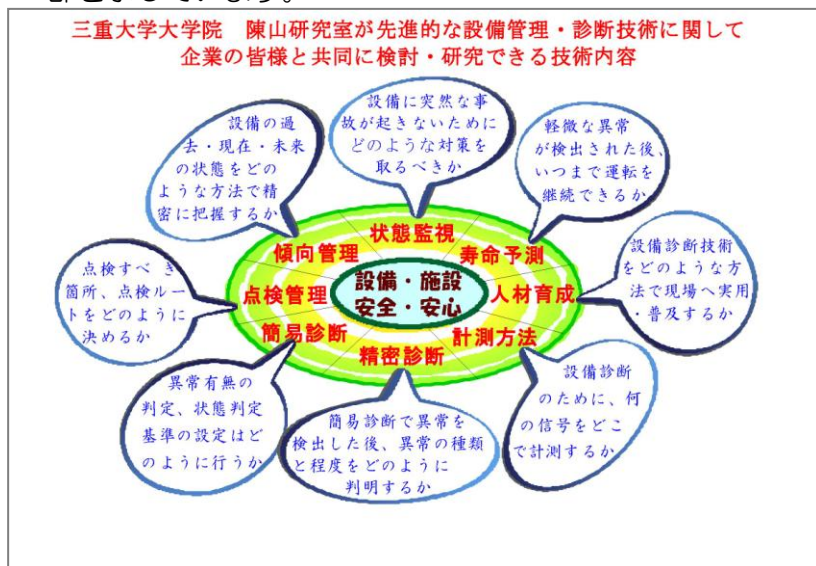 三重大学大学院　陳山研究室が先進的な設備管理・診断技術に関して
企業の皆様と共同に検討・研究できる技術内容
設備に突然な事
故が起きないために
どのような対策を
取るべきか
設備の過
去・現在・未来
の状態をどの
ような方法で精
密に把握するか
軽微な異常
が検出された後、
いつまで運転を
継続できるか
状態監視
傾向管理
寿命予測
点検すべ き
箇所、点検ルー
トをどのように
決めるか
点検管理
設備・施設
安全・安心
人材育成
設備診断技術
をどのような方
法で現場へ実用
・普及するか
簡易診断
計測方法
精密診断
異常有無の
判定、状態判定
基準の設定はど
のように行うか
簡易診断で異常を
検出した後、異常の種類
と程度をどのように
判明するか
設備診断
のために、何
の信号をどこ
で計測するか